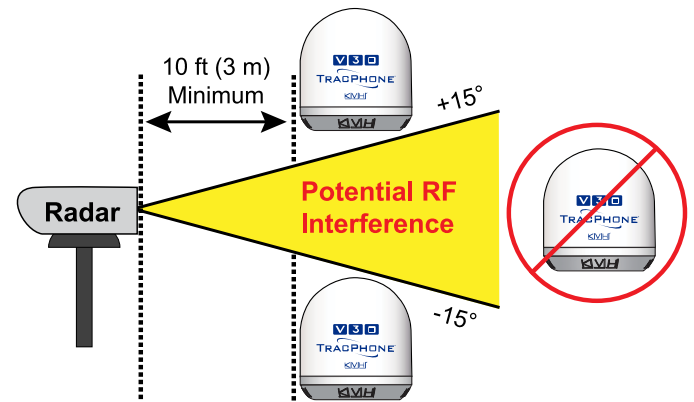 10 ft (3 m)
Minimum
V30
TRACPHONE
KVH
KVH
+15°
Radar
Potential RF
Interference
V30
TRACPHONE
KVH
KVH
-15°
V30
TRACPHONE
KVH
KVH